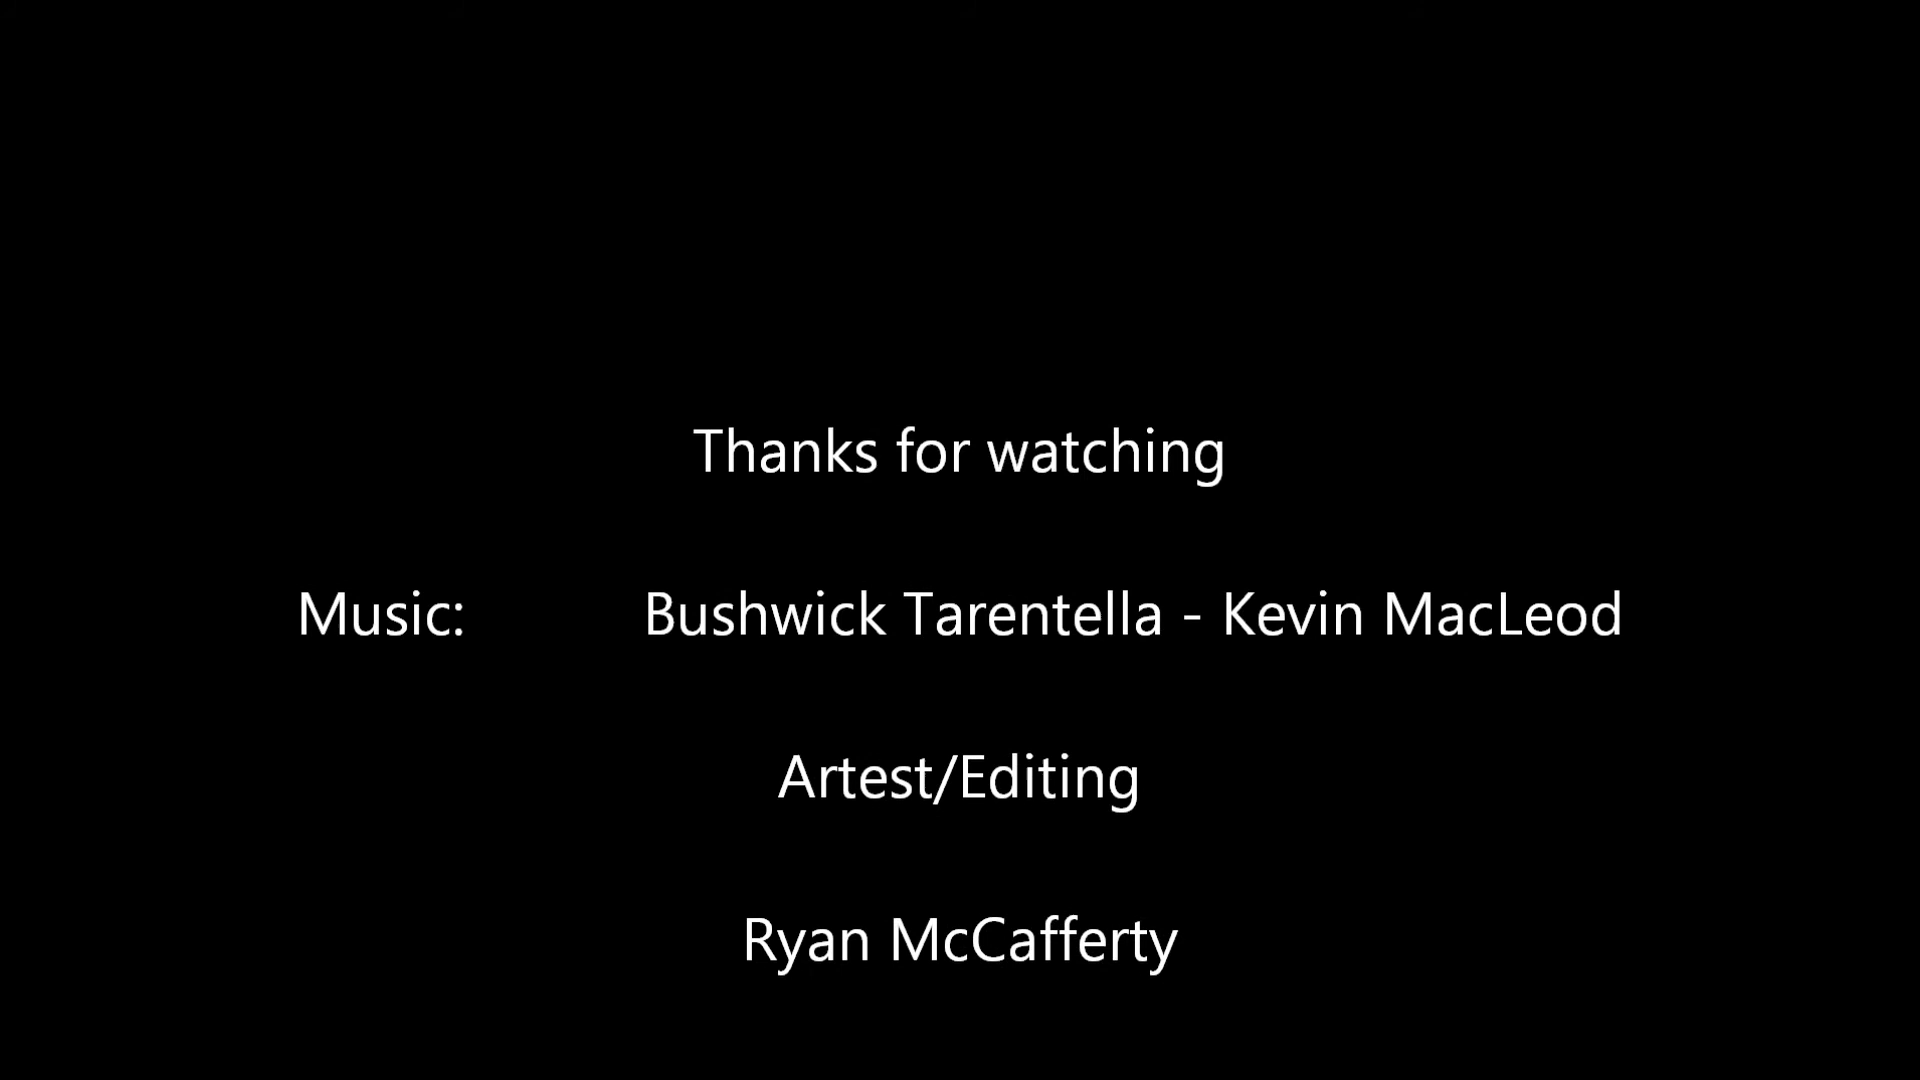 Thanks for watching
Music: Bushwick Tarentella - Kevin MacLeod
Artest/Editing
Ryan McCafferty